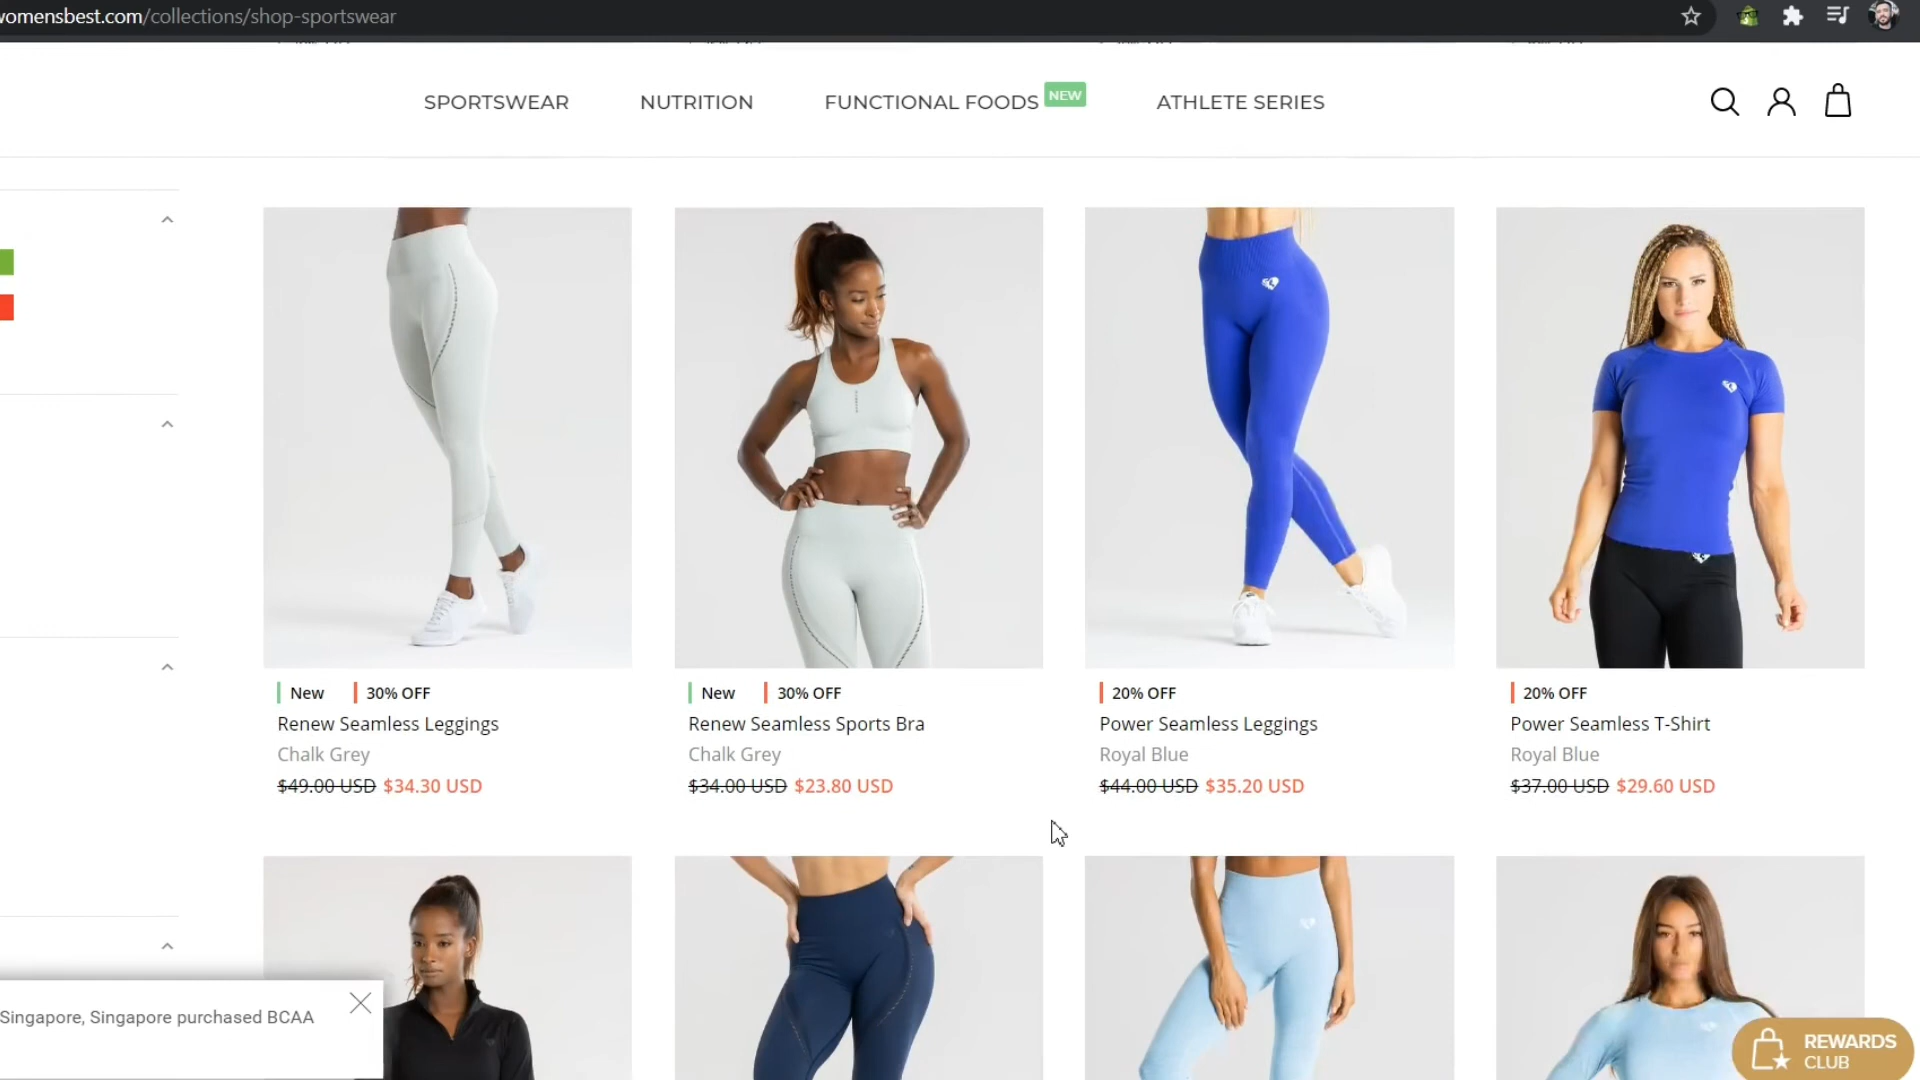 womensbest.com/collections/shop-sportswear
SPORTSWEAR
NUTRITION
FUNCTIONAL FOODS
NEW
ATHLETE SERIES
New
30% OFF
Renew Seamless Leggings
Chalk Grey
$49.00 USD $34.30 USD
New
30% OFF
Renew Seamless Sports Bra
Chalk Grey
$34.00 USD $23.80 USD
20% OFF
Power Seamless Leggings
Royal Blue
$44.00 USD $35.20 USD
20% OFF
Power Seamless T-Shirt
Royal Blue
$37.00 USD $29.60 USD
Singapore, Singapore purchased BCAA
REWARDS
CLUB